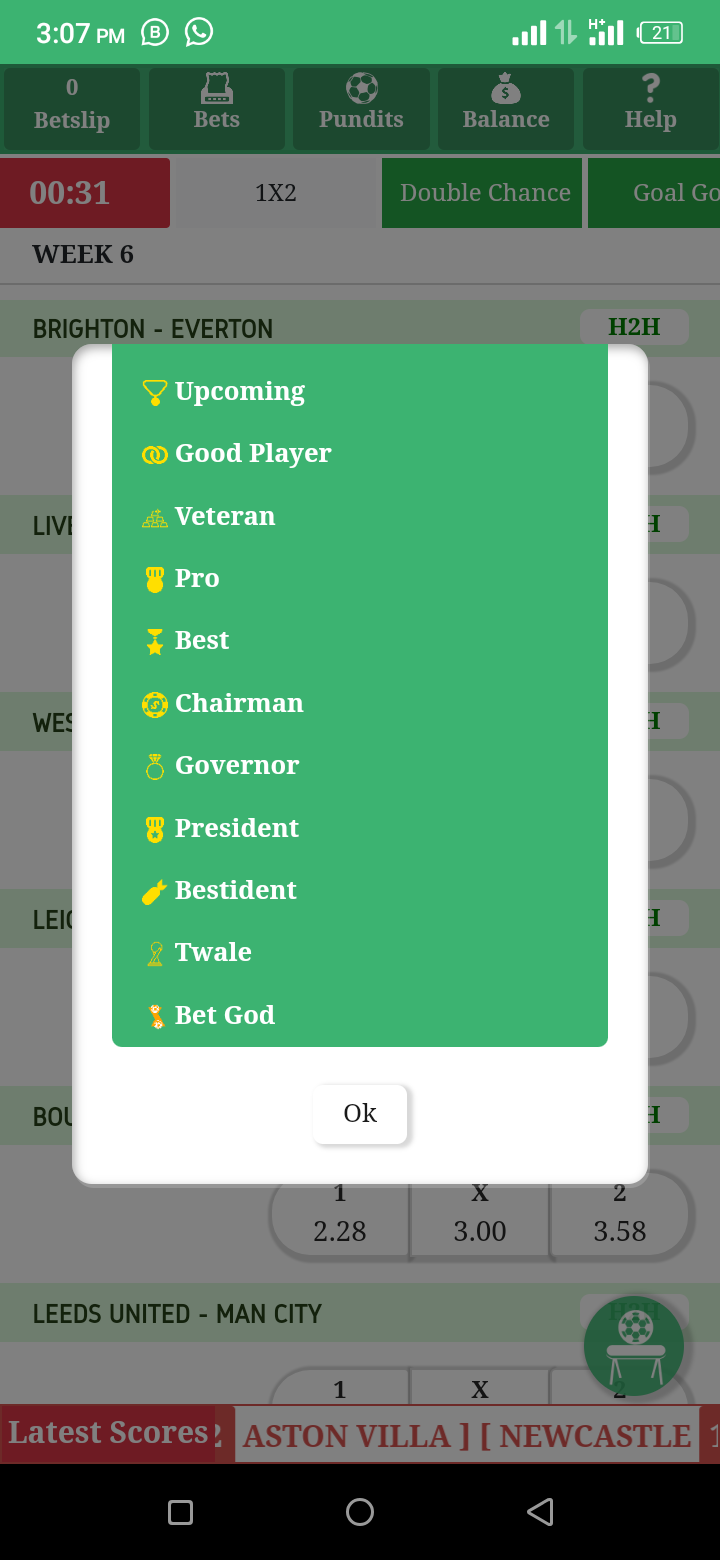 3:07 PM
H+
21
0
Betslip
Bets
Pundits
Balance
Help
00:31
1X2
Double Chance
Goal Go
WEEK 6
BRIGHTON - EVERTON
H2H
Upcoming
Good Player
LIVE
H
Veteran
Pro
Best
Chairman
WES
H
Governor
President
Bestident
LEIC
H
Twale
Bet God
Ok
BOU
H
1 X 2
2.28 3.00 3.58
LEEDS UNITED - MAN CITY
H2H
1 X 2
Latest Scores
2
ASTON VILLA ] [ NEWCASTLE
1